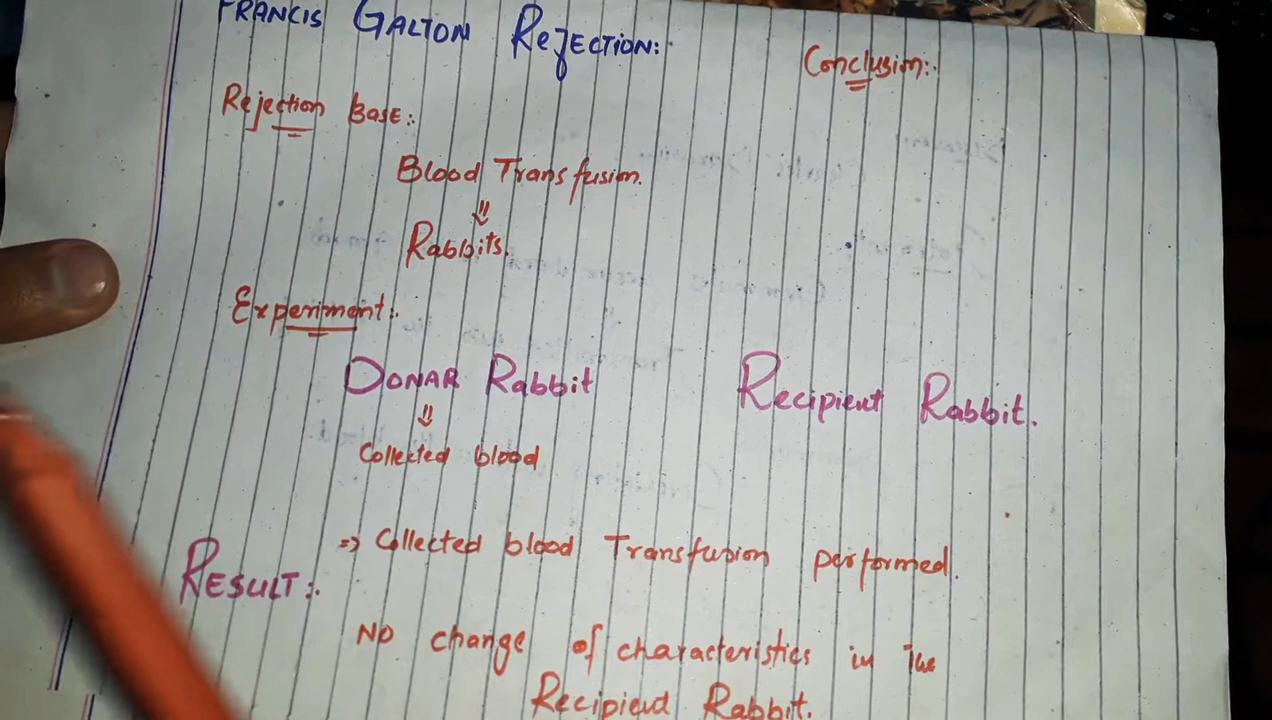 FRANCIS GALTON REJECTION:
Conclusion:
Rejection BASE:
Blood Transfusion.
⇓
Rabbits.
Experiment:
DONAR Rabbit
Recipient Rabbit.
⇓
Collected blood
⇒ Collected blood Transfusion performed.
RESULT:
NO change of characteristics in The
Recipient Rabbit.